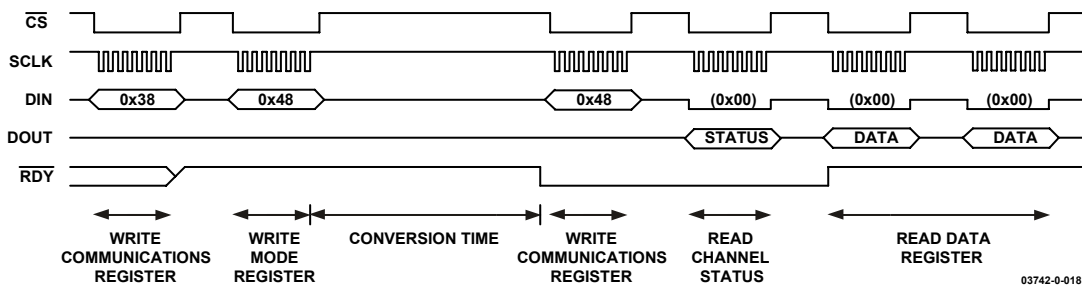 CS
SCLK
DIN
0x38
0x48
0x48
(0x00)
(0x00)
(0x00)
DOUT
STATUS
DATA
DATA
RDY
WRITE
COMMUNICATIONS
REGISTER
WRITE
MODE
REGISTER
CONVERSION TIME
WRITE
COMMUNICATIONS
REGISTER
READ
CHANNEL
STATUS
READ DATA
REGISTER
03742-0-018